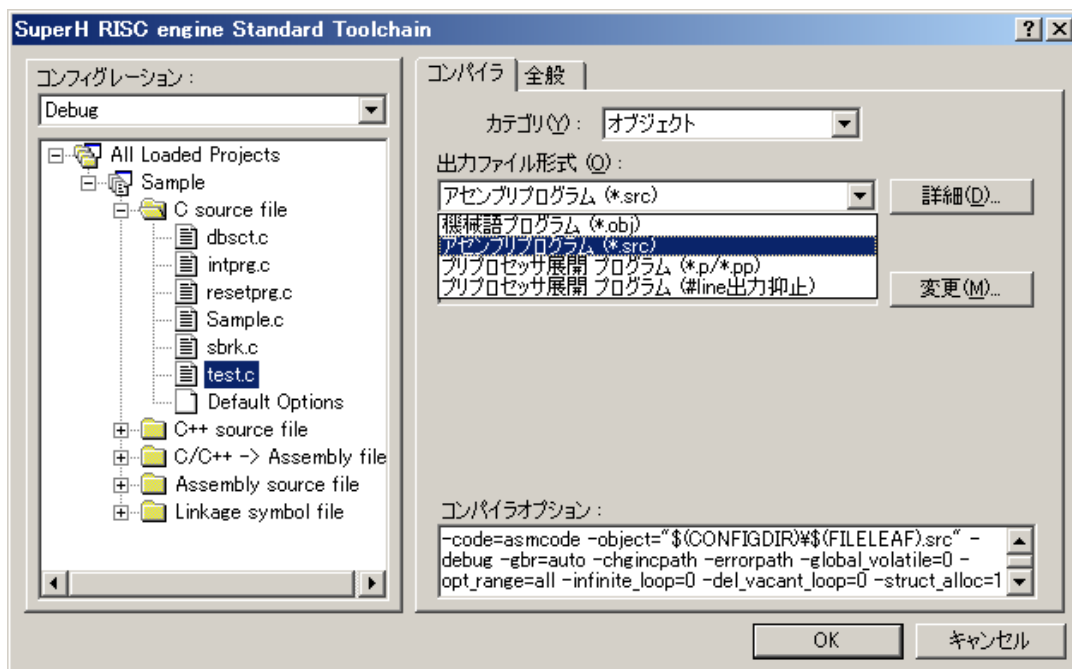 SuperH RISC engine Standard Toolchain
コンフィグレーション :
Debug
All Loaded Projects
Sample
C source file
dbsct.c
intprg.c
resetprg.c
Sample.c
sbrk.c
test.c
Default Options
C++ source file
C/C++ -> Assembly file
Assembly source file
Linkage symbol file
コンパイラ 全般
カテゴリ(Y) : オブジェクト
出力ファイル形式 (O) :
アセンブリプログラム (*.src)
詳細(D)...
機械語プログラム (*.obj)
アセンブリプログラム (*.src)
プリプロセッサ展開 プログラム (*.p/*.pp)
プリプロセッサ展開 プログラム (#line出力抑止)
変更(M)...
コンパイラオプション :
-code=asmcode -object="$(CONFIGDIR)¥$(FILELEAF).src" -
debug -gbr=auto -chgincpath -errorpath -global_volatile=0 -
opt_range=all -infinite_loop=0 -del_vacant_loop=0 -struct_alloc=1
OK キャンセル